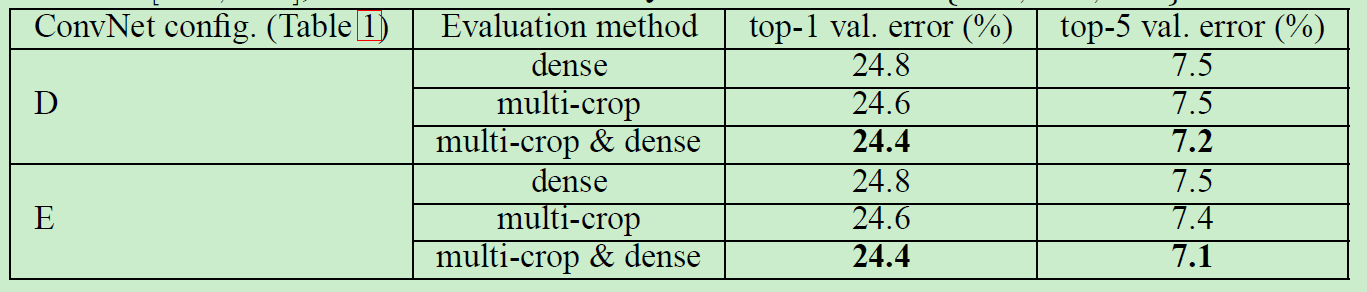 ConvNet config. (Table 1) Evaluation method top-1 val. error (%) top-5 val. error (%)
D
dense 24.8 7.5
multi-crop 24.6 7.5
multi-crop & dense 24.4 7.2
E
dense 24.8 7.5
multi-crop 24.6 7.4
multi-crop & dense 24.4 7.1